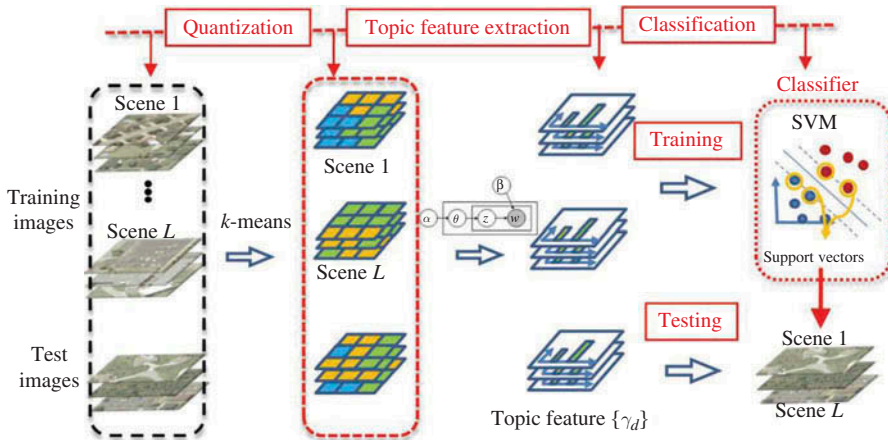 Quantization
Topic feature extraction
Classification
Scene 1
Training
images
Scene L
Test
images
k-means
Scene 1
Scene L
α
θ
z
w
β
Topic feature {γd}
Training
Testing
Classifier
SVM
Support vectors
Scene 1
Scene L